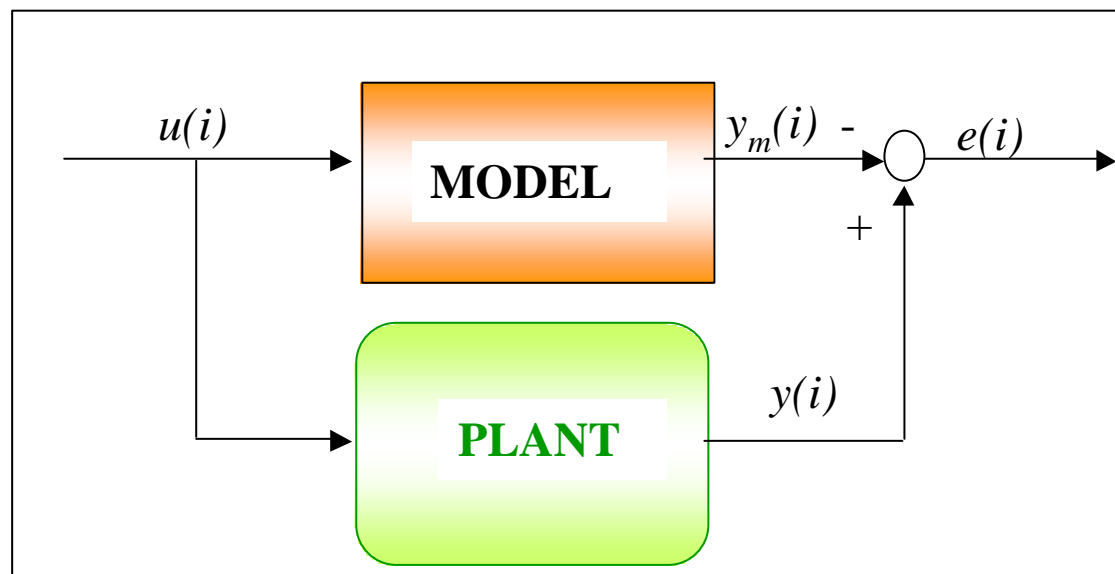 u(i)
MODEL
y_m(i)
-
e(i)
+
PLANT
y(i)